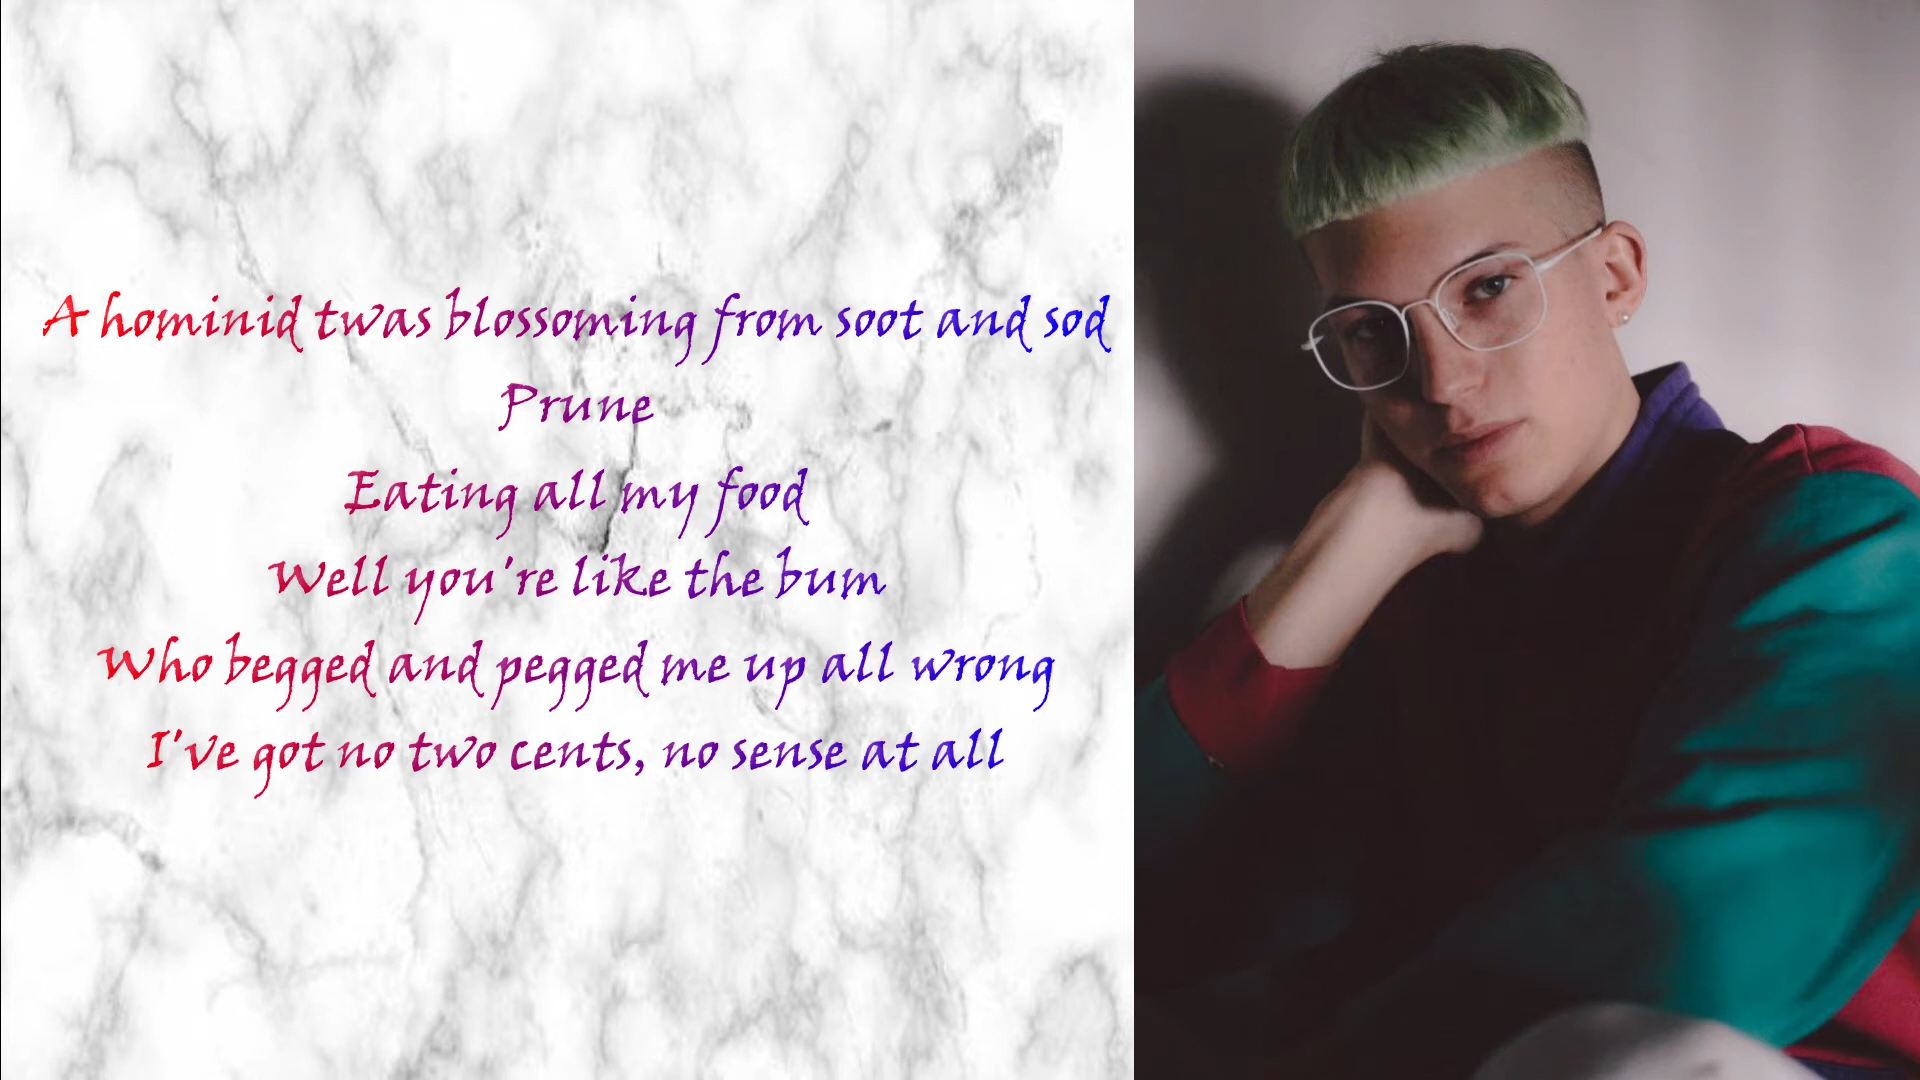 A hominid twas blossoming from soot and sod
Prune
Eating all my food
Well you're like the bum
Who begged and pegged me up all wrong
I've got no two cents, no sense at all